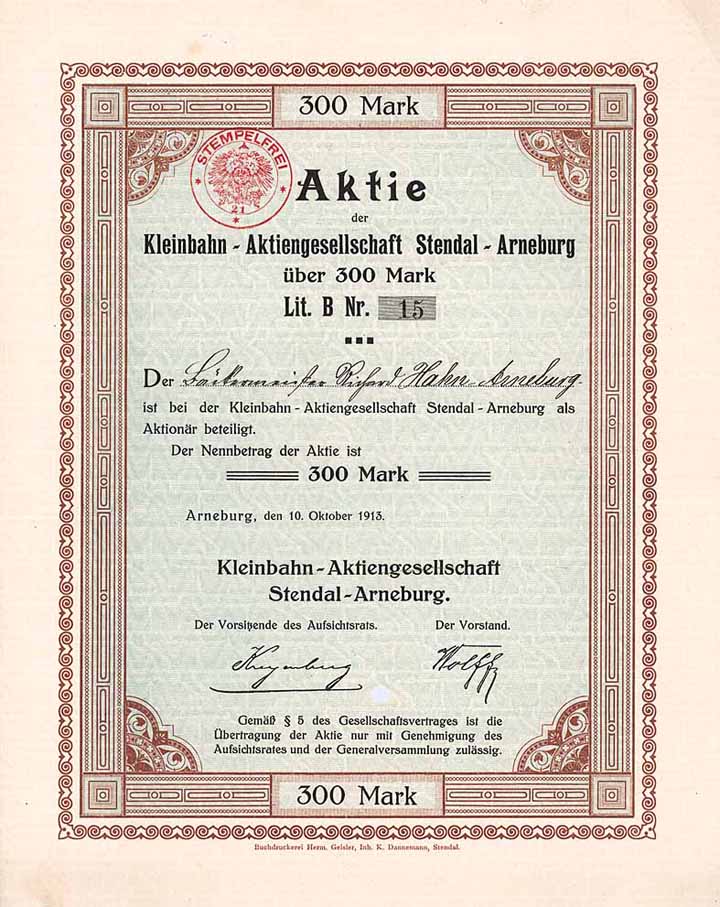 300 Mark
STEMPELFREI
21
Aktie
der
Kleinbahn - Aktiengesellschaft Stendal - Arneburg
über 300 Mark
Lit. B Nr. 15
Der Bäckermeister Richard Hahn-Arneburg
ist bei der Kleinbahn-Aktiengesellschaft Stendal-Arneburg als
Aktionär beteiligt.
Der Nennbetrag der Aktie ist
300 Mark
Arneburg, den 10. Oktober 1913.
Kleinbahn-Aktiengesellschaft
Stendal-Arneburg.
Der Vorsitzende des Aufsichtsrats. Der Vorstand.
Wolff
Gemäß § 5 des Gesellschaftsvertrages ist die
Übertragung der Aktie nur mit Genehmigung des
Aufsichtsrates und der Generalversammlung zulässig.
300 Mark
Buchdruckerei Herm. Geisler, Inh. K. Dannemann, Stendal.